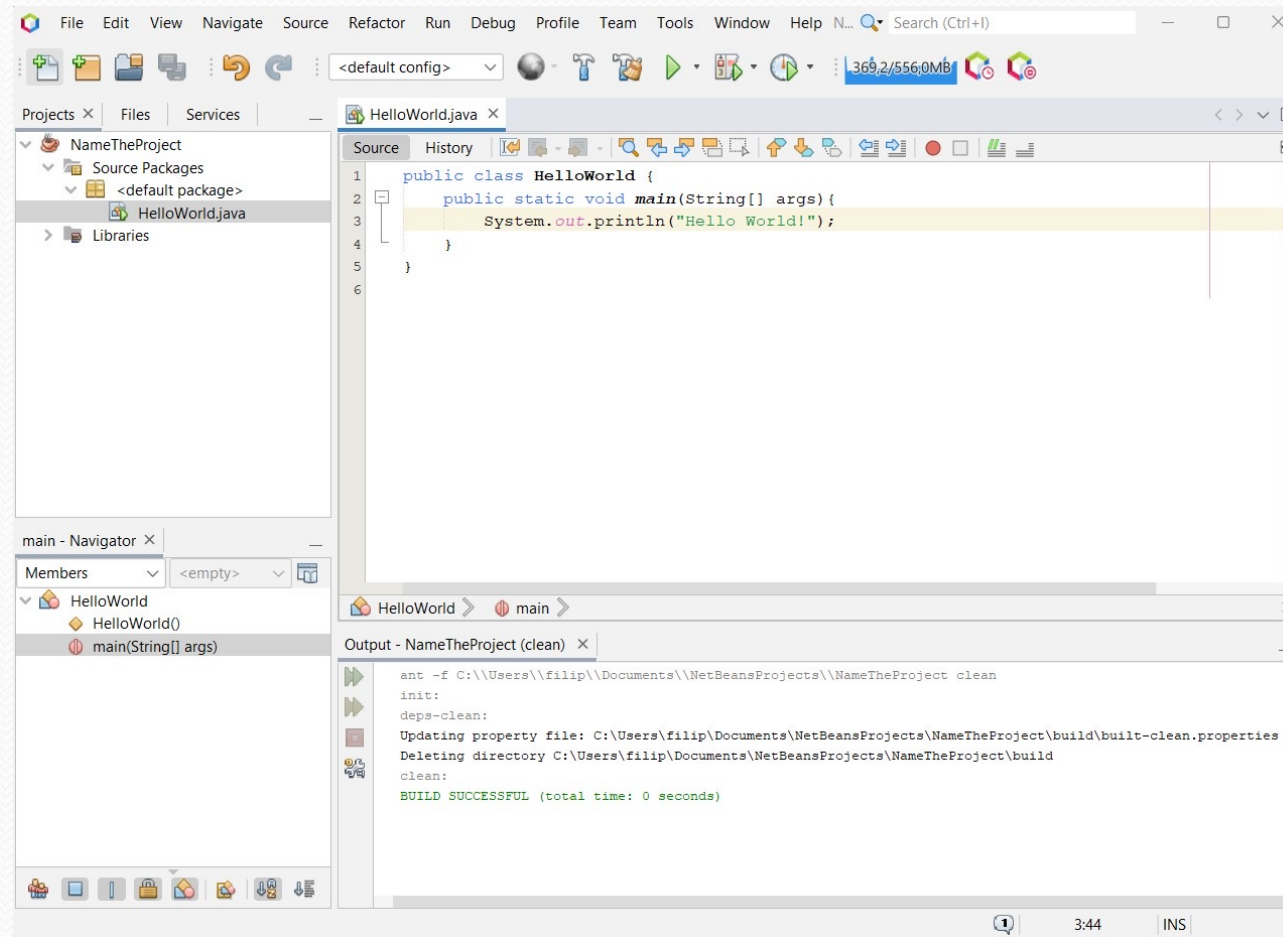 File Edit View Navigate Source Refactor Run Debug Profile Team Tools Window Help N... Search (Ctrl+I)
<default config> 369,2/556,0MB
Projects Files Services
NameTheProject
Source Packages
<default package>
HelloWorld.java
Libraries
HelloWorld.java
Source History
1 public class HelloWorld {
2 public static void main(String[] args){
3 System.out.println("Hello World!");
4 }
5 }
6
main - Navigator
Members <empty>
HelloWorld
HelloWorld()
main(String[] args)
HelloWorld main
Output - NameTheProject (clean)
ant -f C:\\Users\\filip\\Documents\\NetBeansProjects\\NameTheProject clean
init:
deps-clean:
Updating property file: C:\Users\filip\Documents\NetBeansProjects\NameTheProject\build\built-clean.properties
Deleting directory C:\Users\filip\Documents\NetBeansProjects\NameTheProject\build
clean:
BUILD SUCCESSFUL (total time: 0 seconds)
1 3:44 INS